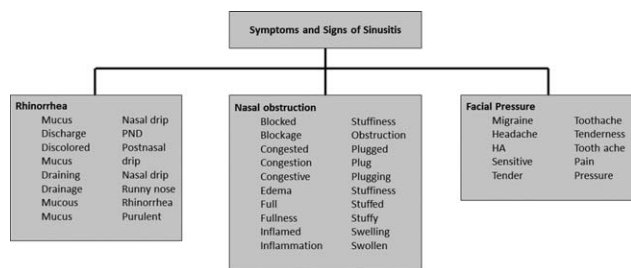 Symptoms and Signs of Sinusitis
Rhinorrhea
Mucus Nasal drip
Discharge PND
Discolored Postnasal
Mucus drip
Draining Nasal drip
Drainage Runny nose
Mucous Rhinorrhea
Mucus Purulent
Nasal obstruction
Blocked Stuffiness
Blockage Obstruction
Congested Plugged
Congestion Plug
Congestive Plugging
Edema Stuffiness
Full Stuffed
Fullness Stuffy
Inflamed Swelling
Inflammation Swollen
Facial Pressure
Migraine Toothache
Headache Tenderness
HA Tooth ache
Sensitive Pain
Tender Pressure